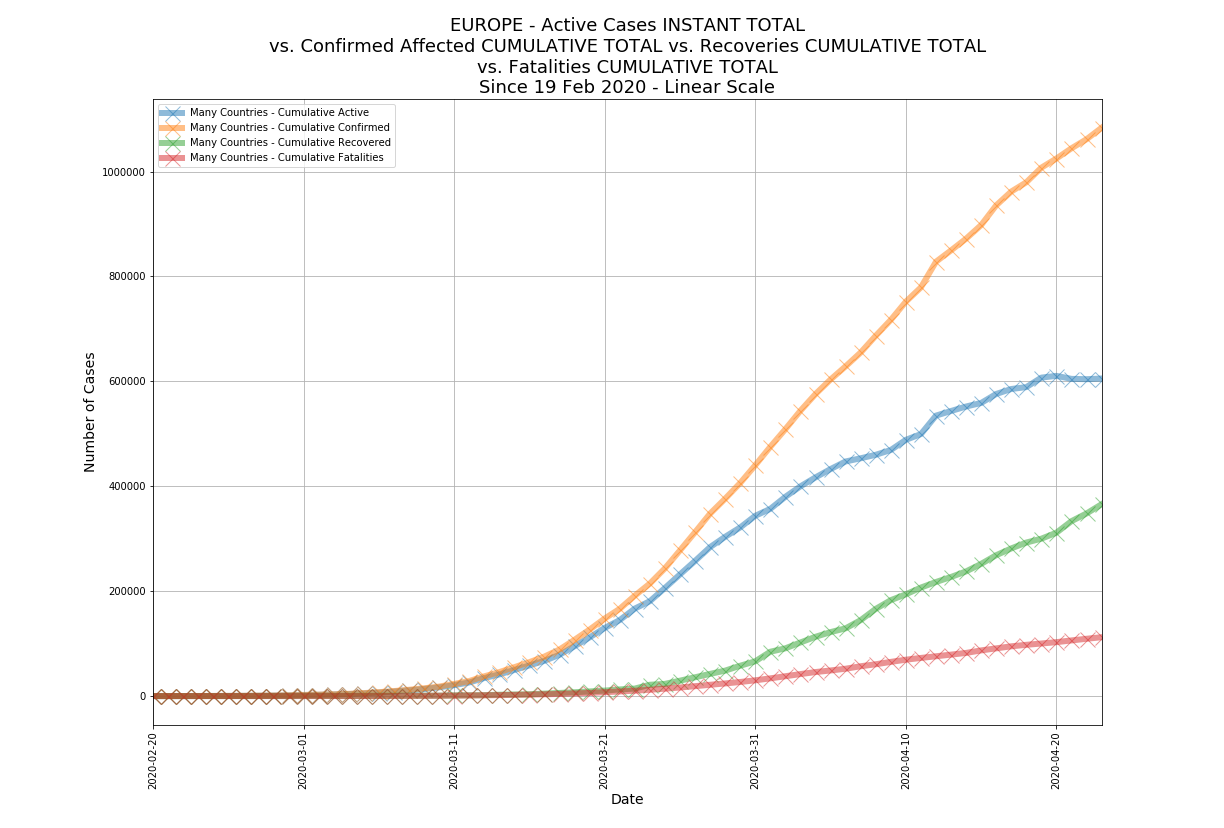 EUROPE - Active Cases INSTANT TOTAL
vs. Confirmed Affected CUMULATIVE TOTAL vs. Recoveries CUMULATIVE TOTAL
vs. Fatalities CUMULATIVE TOTAL
Since 19 Feb 2020 - Linear Scale
Many Countries - Cumulative Active
Many Countries - Cumulative Confirmed
Many Countries - Cumulative Recovered
Many Countries - Cumulative Fatalities
1000000
800000
600000
400000
200000
0
Number of Cases
2020-02-20
2020-03-01
2020-03-11
2020-03-21
2020-03-31
2020-04-10
2020-04-20
Date